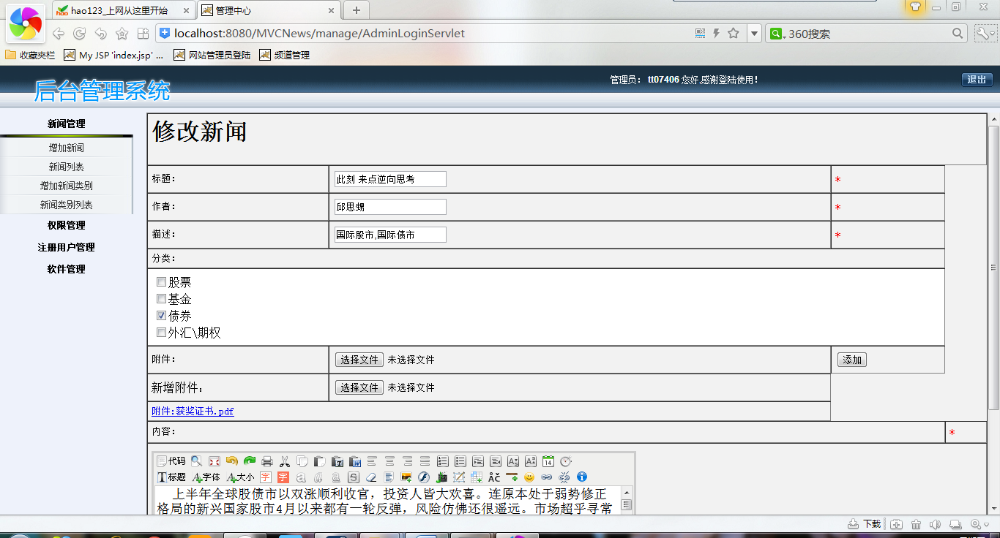 hao123_上网从这里开始
管理中心
localhost:8080/MVCNews/manage/AdminLoginServlet
360搜索
收藏夹栏 My JSP 'index.jsp' ... 网站管理员登陆 频道管理
后台管理系统
管理员： tt07406 您好,感谢登陆使用！
退出
新闻管理
增加新闻
新闻列表
增加新闻类别
新闻类别列表
权限管理
注册用户管理
软件管理
修改新闻
标题： 此刻 来点逆向思考 *
作者： 邱思甥 *
描述： 国际股市,国际债市 *
分类：
股票
基金
债券
外汇\期权
附件： 选择文件 未选择文件 添加
新增附件： 选择文件 未选择文件
附件:获奖证书.pdf
内容： *
代码
标题 字体 大小
上半年全球股债市以双涨顺利收官，投资人皆大欢喜。连原本处于弱势修正
格局的新兴国家股市4月以来都有一轮反弹，风险仿佛还很遥远。市场超乎寻常
下载